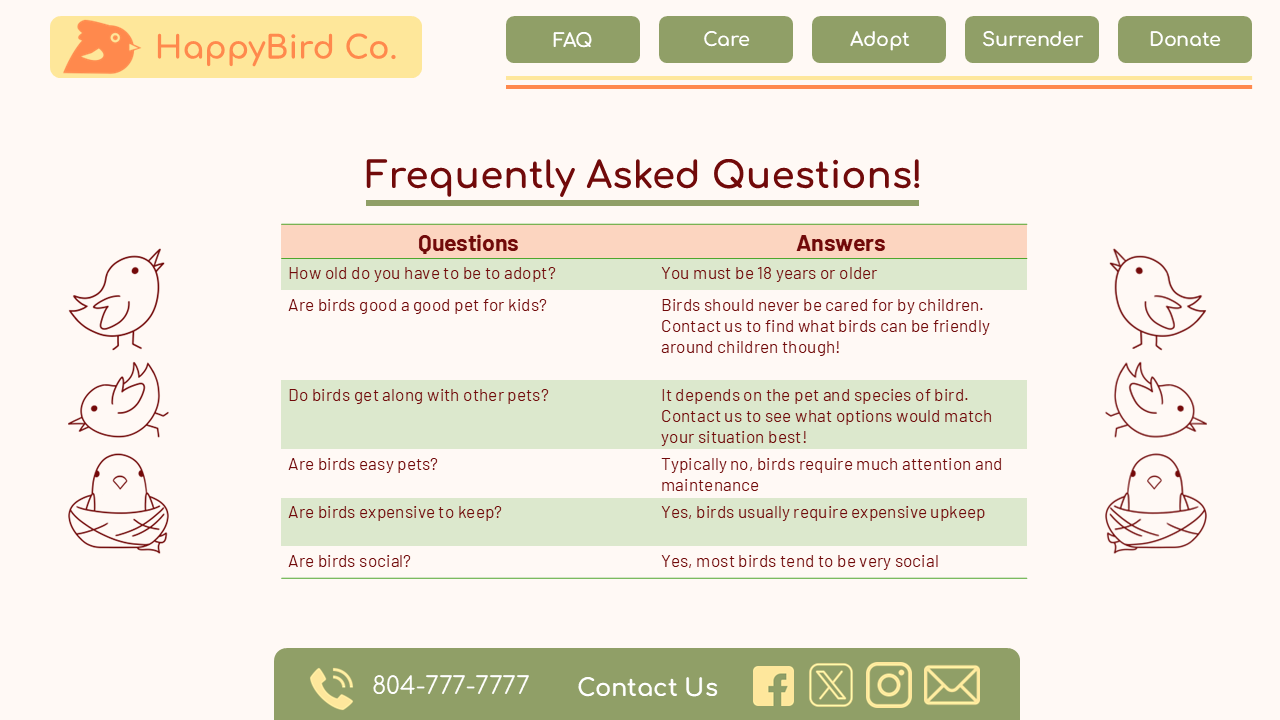 HappyBird Co.
FAQ
Care
Adopt
Surrender
Donate
Frequently Asked Questions!
Questions
Answers
How old do you have to be to adopt?
You must be 18 years or older
Are birds good a good pet for kids?
Birds should never be cared for by children.
Contact us to find what birds can be friendly
around children though!
Do birds get along with other pets?
It depends on the pet and species of bird.
Contact us to see what options would match
your situation best!
Are birds easy pets?
Typically no, birds require much attention and
maintenance
Are birds expensive to keep?
Yes, birds usually require expensive upkeep
Are birds social?
Yes, most birds tend to be very social
804-777-7777
Contact Us